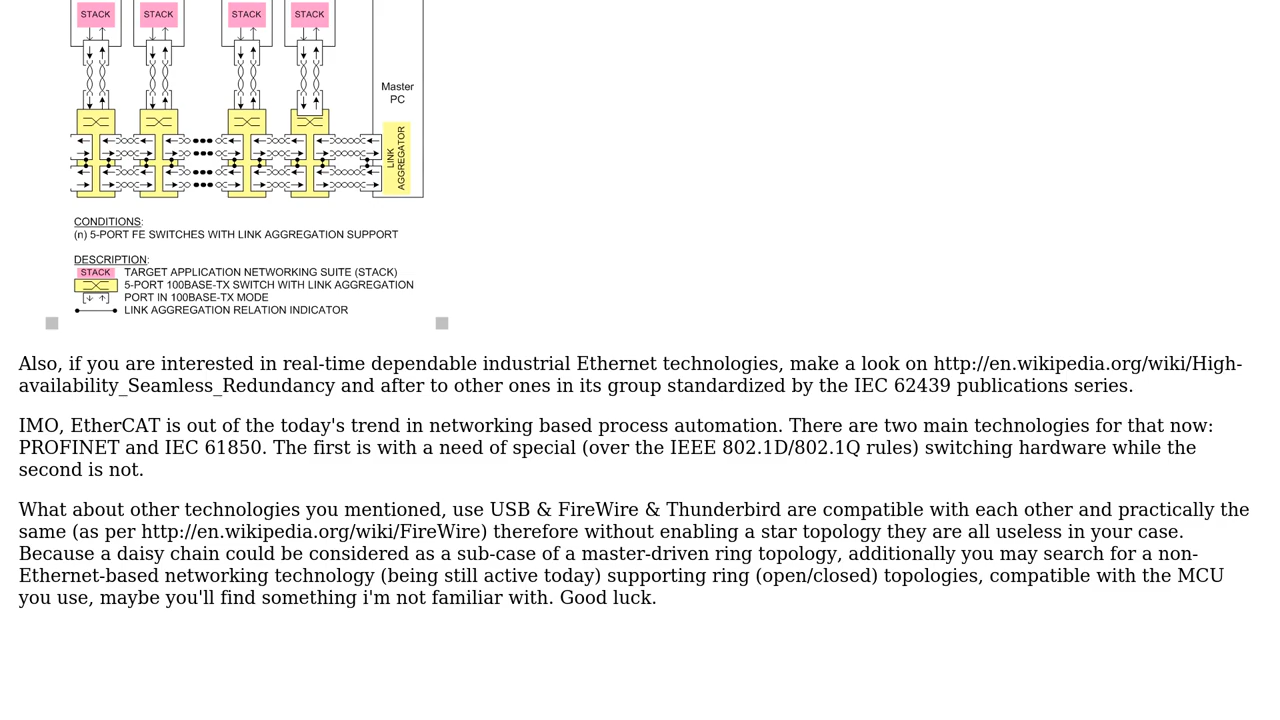 STACK STACK STACK STACK
Master
PC
LINK
AGGREGATOR
CONDITIONS:
(n) 5-PORT FE SWITCHES WITH LINK AGGREGATION SUPPORT
DESCRIPTION:
STACK TARGET APPLICATION NETWORKING SUITE (STACK)
5-PORT 100BASE-TX SWITCH WITH LINK AGGREGATION
PORT IN 100BASE-TX MODE
LINK AGGREGATION RELATION INDICATOR
Also, if you are interested in real-time dependable industrial Ethernet technologies, make a look on http://en.wikipedia.org/wiki/High-
availability_Seamless_Redundancy and after to other ones in its group standardized by the IEC 62439 publications series.
IMO, EtherCAT is out of the today's trend in networking based process automation. There are two main technologies for that now:
PROFINET and IEC 61850. The first is with a need of special (over the IEEE 802.1D/802.1Q rules) switching hardware while the
second is not.
What about other technologies you mentioned, use USB & FireWire & Thunderbird are compatible with each other and practically the
same (as per http://en.wikipedia.org/wiki/FireWire) therefore without enabling a star topology they are all useless in your case.
Because a daisy chain could be considered as a sub-case of a master-driven ring topology, additionally you may search for a non-
Ethernet-based networking technology (being still active today) supporting ring (open/closed) topologies, compatible with the MCU
you use, maybe you'll find something i'm not familiar with. Good luck.